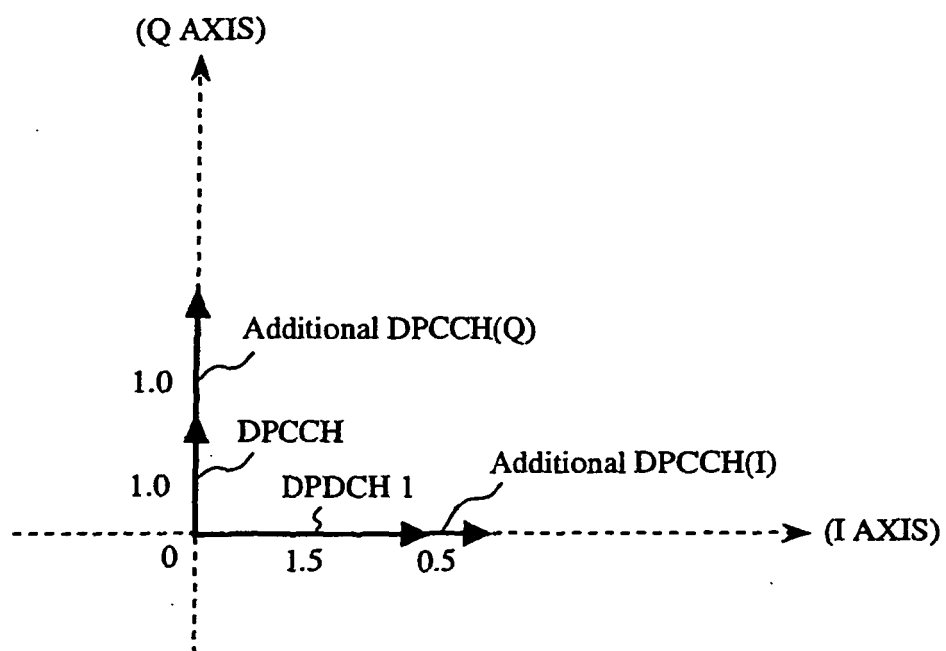 (Q AXIS)
Additional DPCCH(Q)
1.0
DPCCH
1.0
DPDCH 1
Additional DPCCH(I)
(I AXIS)
0
1.5
0.5